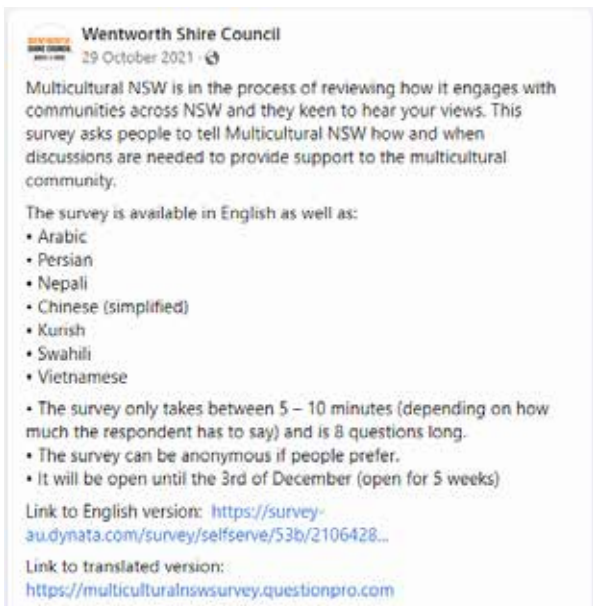 WENTWORTH
SHIRE COUNCIL
Wentworth Shire Council
29 October 2021 ·
Multicultural NSW is in the process of reviewing how it engages with
communities across NSW and they keen to hear your views. This
survey asks people to tell Multicultural NSW how and when
discussions are needed to provide support to the multicultural
community.
The survey is available in English as well as:
• Arabic
• Persian
• Nepali
• Chinese (simplified)
• Kurish
• Swahili
• Vietnamese
• The survey only takes between 5 – 10 minutes (depending on how
much the respondent has to say) and is 8 questions long.
• The survey can be anonymous if people prefer.
• It will be open until the 3rd of December (open for 5 weeks)
Link to English version: https://survey-
au.dynata.com/survey/selfserve/53b/2106428...
Link to translated version:
https://multiculturalnswsurvey.questionpro.com